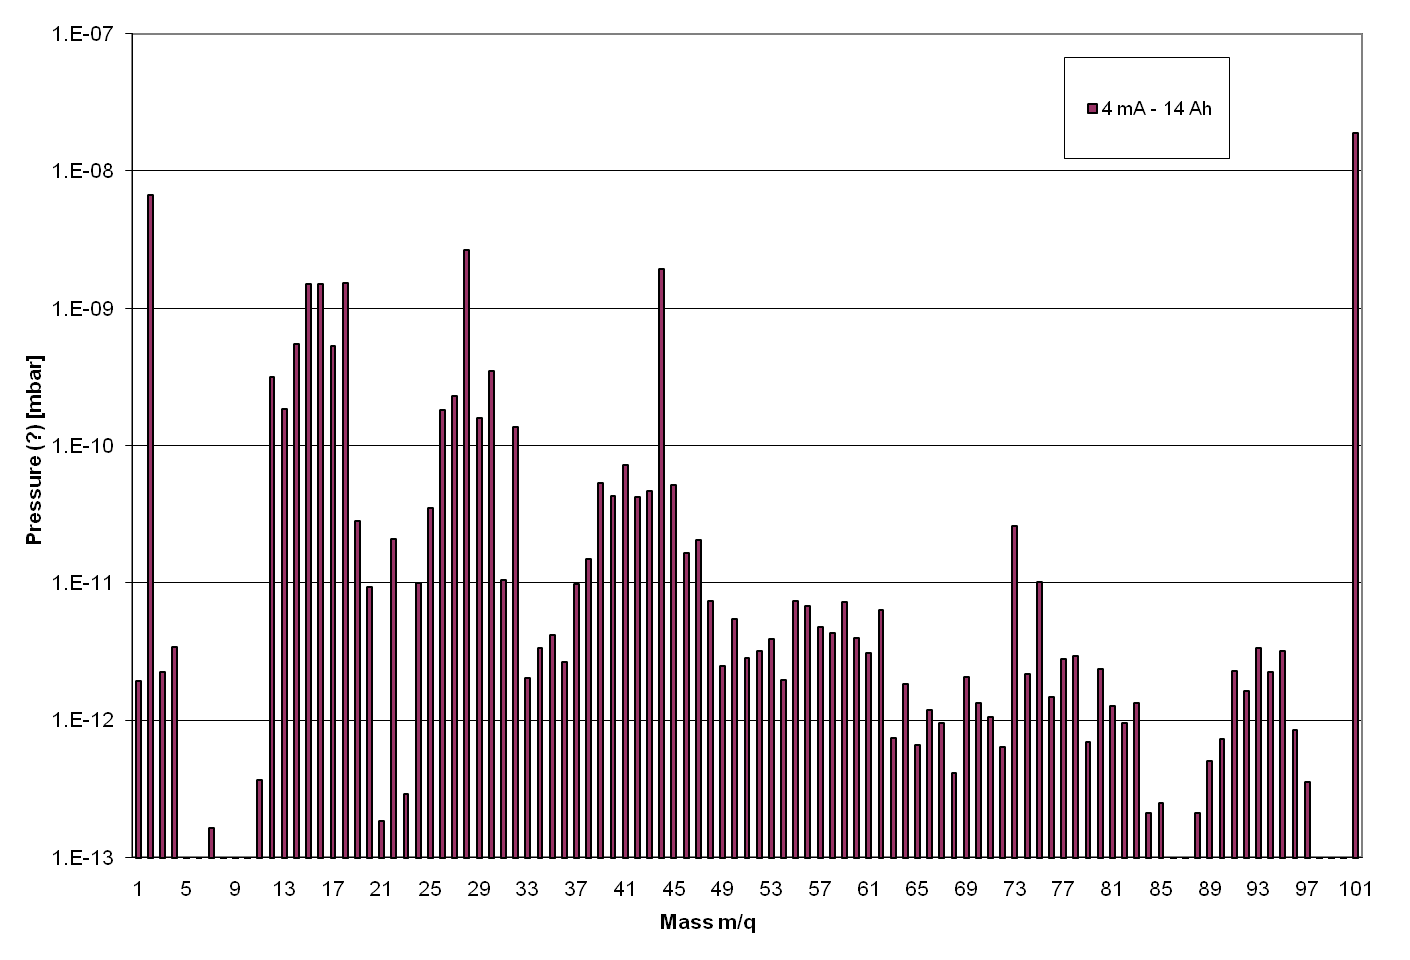 1.E-07
1.E-08
1.E-09
1.E-10
1.E-11
1.E-12
1.E-13
Pressure (?) [mbar]
4 mA - 14 Ah
1 5 9 13 17 21 25 29 33 37 41 45 49 53 57 61 65 69 73 77 81 85 89 93 97 101
Mass m/q